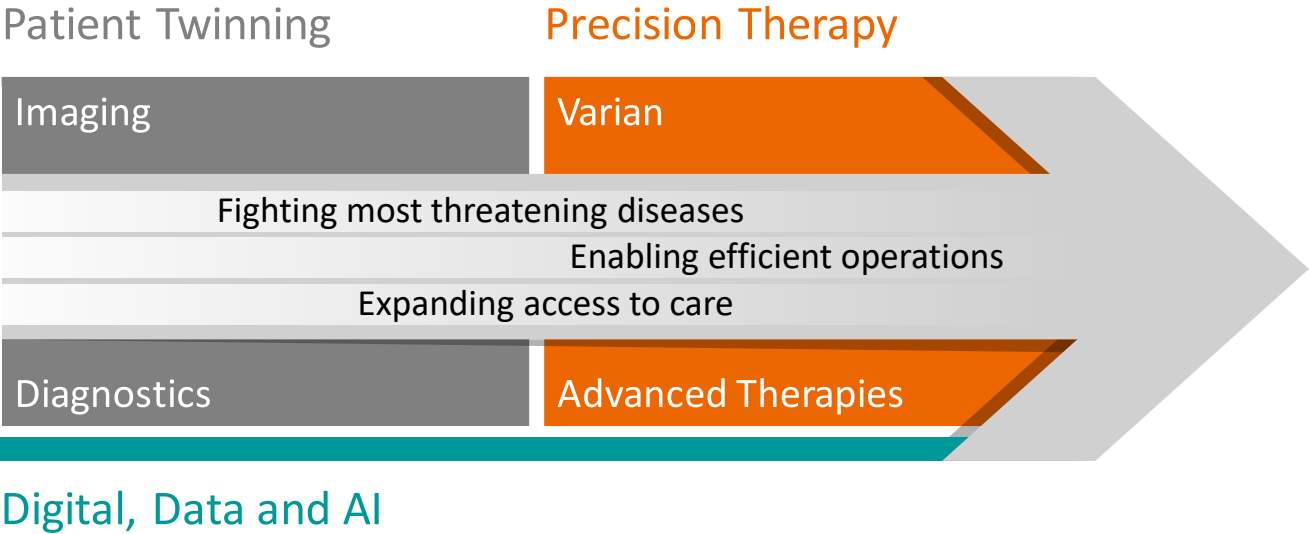 Patient Twinning
Precision Therapy
Imaging
Varian
Fighting most threatening diseases
Enabling efficient operations
Expanding access to care
Diagnostics
Advanced Therapies
Digital, Data and AI